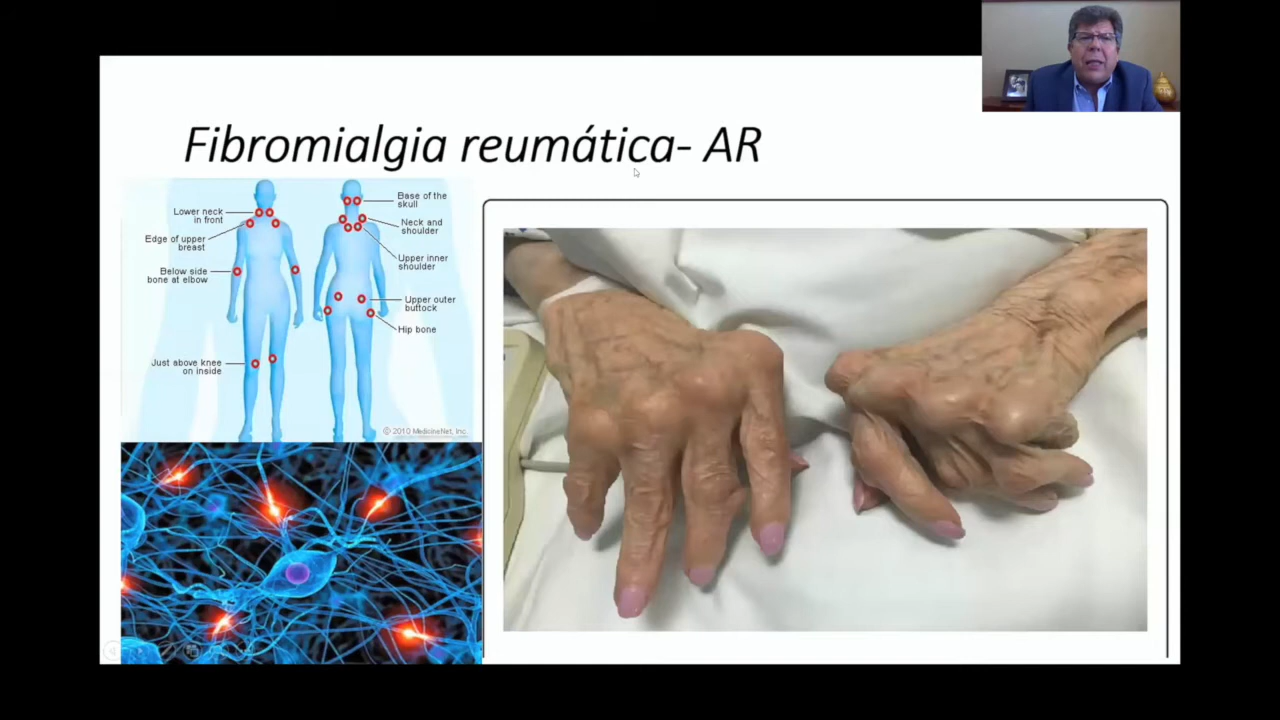 Fibromialgia reumática- AR
Lower neck
in front
Edge of upper
breast
Below side
bone at elbow
Just above knee
on inside
Base of the
skull
Neck and
shoulder
Upper inner
shoulder
Upper outer
buttock
Hip bone
© 2010 MedicineNet, Inc.